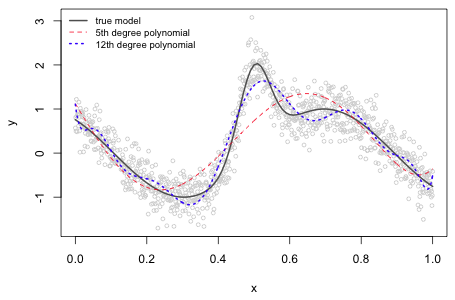 true model
5th degree polynomial
12th degree polynomial
3
2
1
0
-1
y
0.0 0.2 0.4 0.6 0.8 1.0
x